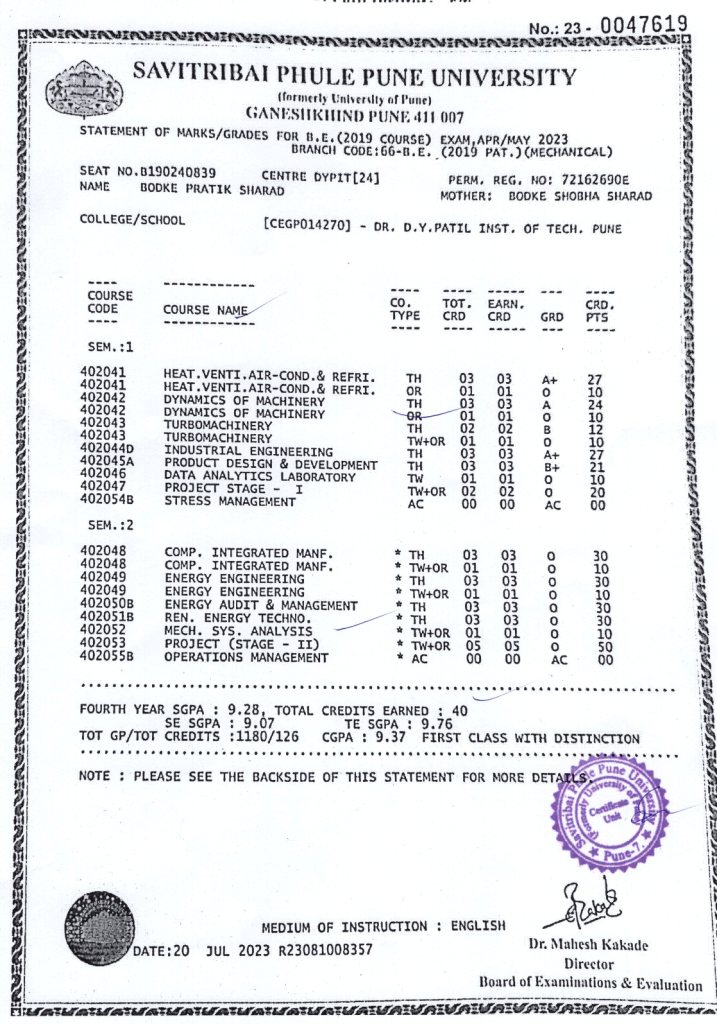 No.: 23 - 0047619
SAVITRIBAI PHULE PUNE UNIVERSITY
(formerly University of Pune)
GANESHKHIND PUNE 411 007
STATEMENT OF MARKS/GRADES FOR B.E.(2019 COURSE) EXAM,APR/MAY 2023
BRANCH CODE:66-B.E. (2019 PAT.)(MECHANICAL)
SEAT NO.B190240839 CENTRE DYPIT[24] PERM. REG. NO: 72162690E
NAME BODKE PRATIK SHARAD MOTHER: BODKE SHOBHA SHARAD
COLLEGE/SCHOOL [CEGP014270] - DR. D.Y.PATIL INST. OF TECH. PUNE
---- ------------- ---- ---- ----- --- ----
COURSE CO. TOT. EARN. CRD.
CODE COURSE NAME TYPE CRD CRD GRD PTS
---- ------------- ---- ---- ----- --- ----
SEM.:1
402041 HEAT.VENTI.AIR-COND.& REFRI. TH 03 03 A+ 27
402041 HEAT.VENTI.AIR-COND.& REFRI. OR 01 01 O 10
402042 DYNAMICS OF MACHINERY TH 03 03 A 24
402042 DYNAMICS OF MACHINERY OR 01 01 O 10
402043 TURBOMACHINERY TH 02 02 B 12
402043 TURBOMACHINERY TW+OR 01 01 O 10
402044D INDUSTRIAL ENGINEERING TH 03 03 A+ 27
402045A PRODUCT DESIGN & DEVELOPMENT TH 03 03 B+ 21
402046 DATA ANALYTICS LABORATORY TW 01 01 O 10
402047 PROJECT STAGE - I TW+OR 02 02 O 20
402054B STRESS MANAGEMENT AC 00 00 AC 00
SEM.:2
402048 COMP. INTEGRATED MANF. * TH 03 03 O 30
402048 COMP. INTEGRATED MANF. * TW+OR 01 01 O 10
402049 ENERGY ENGINEERING * TH 03 03 O 30
402049 ENERGY ENGINEERING * TW+OR 01 01 O 10
402050B ENERGY AUDIT & MANAGEMENT * TH 03 03 O 30
402051B REN. ENERGY TECHNO. * TH 03 03 O 30
402052 MECH. SYS. ANALYSIS * TW+OR 01 01 O 10
402053 PROJECT (STAGE - II) * TW+OR 05 05 O 50
402055B OPERATIONS MANAGEMENT * AC 00 00 AC 00
FOURTH YEAR SGPA : 9.28, TOTAL CREDITS EARNED : 40
SE SGPA : 9.07 TE SGPA : 9.76
TOT GP/TOT CREDITS :1180/126 CGPA : 9.37 FIRST CLASS WITH DISTINCTION
NOTE : PLEASE SEE THE BACKSIDE OF THIS STATEMENT FOR MORE DETAILS.
Savitribai Phule Pune University
(Formerly University of Pune)
Certificate
Unit
★ Pune-7. ★
MEDIUM OF INSTRUCTION : ENGLISH
DATE:20 JUL 2023 R23081008357
Dr. Mahesh Kakade
Director
Board of Examinations & Evaluation